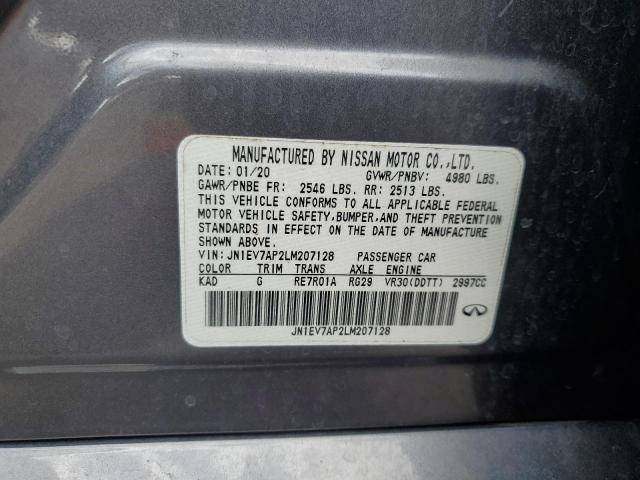 MANUFACTURED BY NISSAN MOTOR CO.,LTD.
DATE: 01/20 GVWR/PNBV: 4980 LBS.
GAWR/PNBE FR: 2546 LBS. RR: 2513 LBS.
THIS VEHICLE CONFORMS TO ALL APPLICABLE FEDERAL
MOTOR VEHICLE SAFETY,BUMPER,AND THEFT PREVENTION
STANDARDS IN EFFECT ON THE DATE OF MANUFACTURE
SHOWN ABOVE.
VIN: JN1EV7AP2LM207128 PASSENGER CAR
COLOR TRIM TRANS AXLE ENGINE
KAD G RE7R01A RG29 VR30(DDTT) 2997CC
JN1EV7AP2LM207128